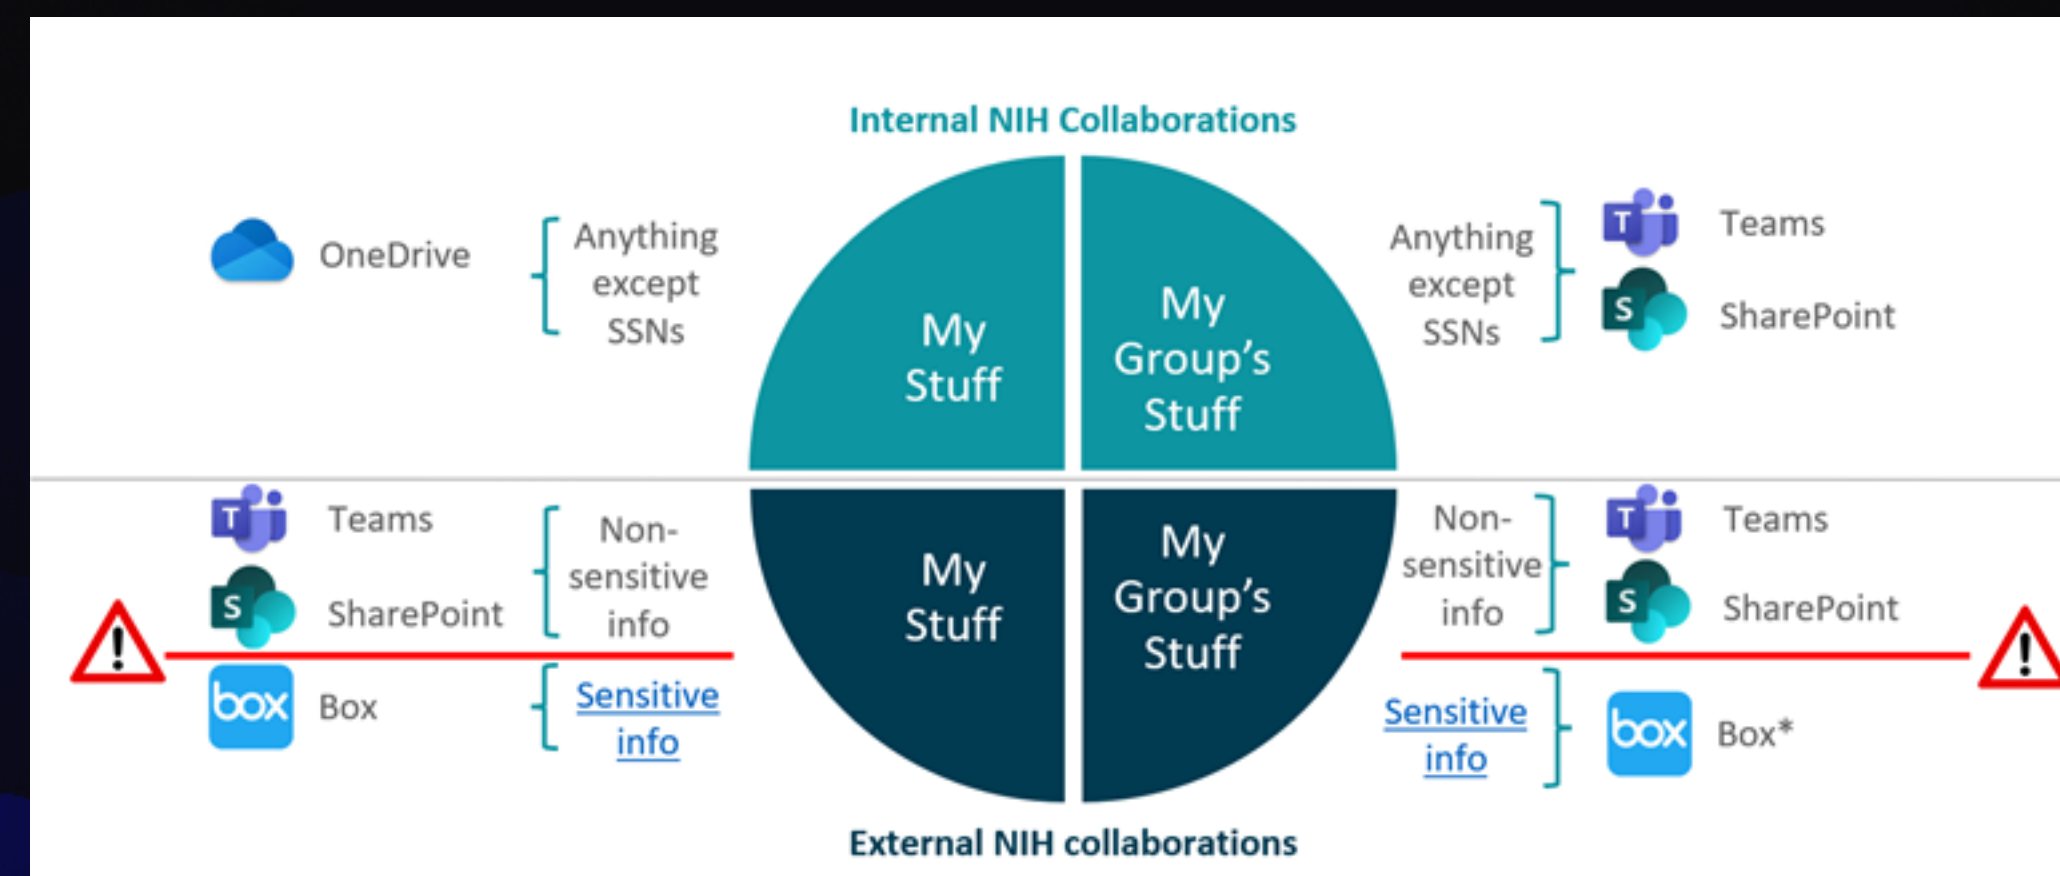 Internal NIH Collaborations
OneDrive
Anything
except
SSNs
My
Stuff
My
Group's
Stuff
Anything
except
SSNs
T
Teams
S
SharePoint
T
Teams
S
SharePoint
Non-
sensitive
info
!
box
Box
Sensitive
info
My
Stuff
My
Group's
Stuff
Non-
sensitive
info
T
Teams
S
SharePoint
!
Sensitive
info
box
Box*
External NIH collaborations